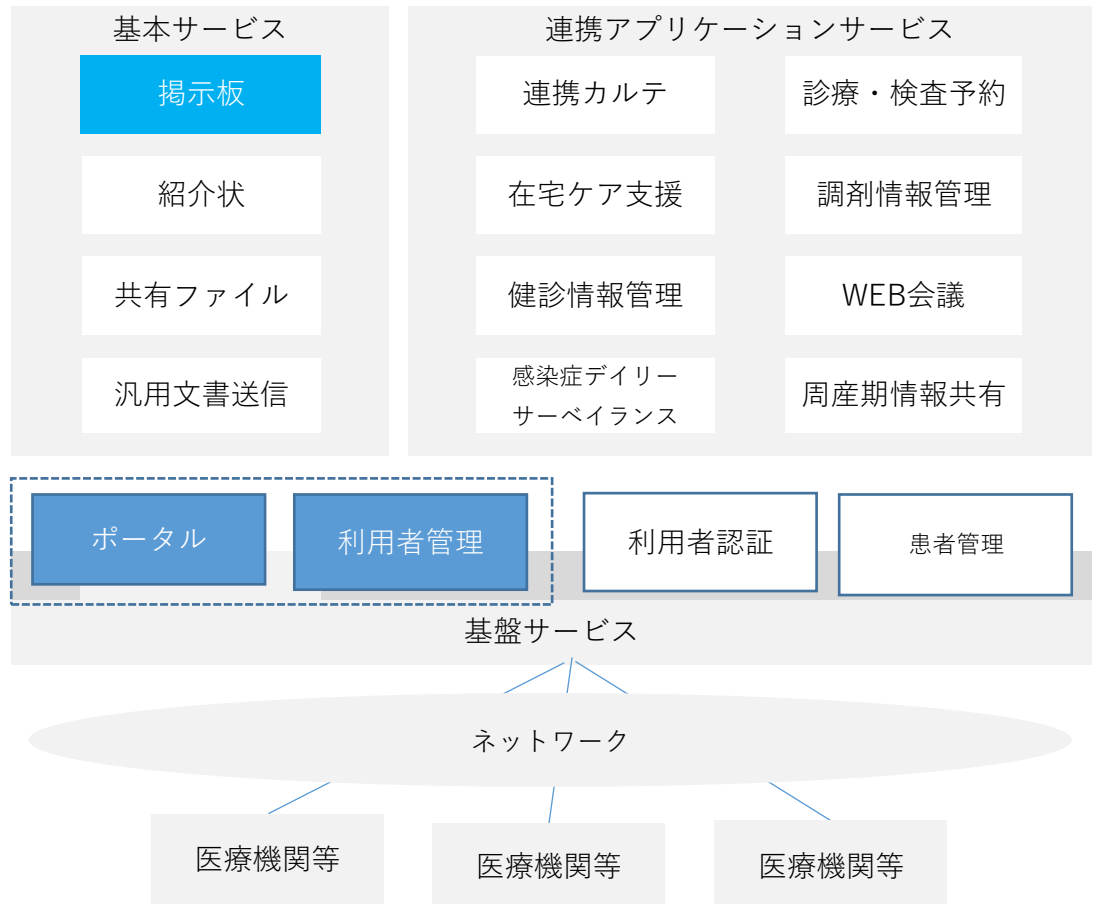 基本サービス
掲示板
紹介状
共有ファイル
汎用文書送信
連携アプリケーションサービス
連携カルテ
診療・検査予約
在宅ケア支援
調剤情報管理
健診情報管理
WEB会議
感染症デイリー
サーベイランス
周産期情報共有
ポータル
利用者管理
利用者認証
患者管理
基盤サービス
ネットワーク
医療機関等
医療機関等
医療機関等